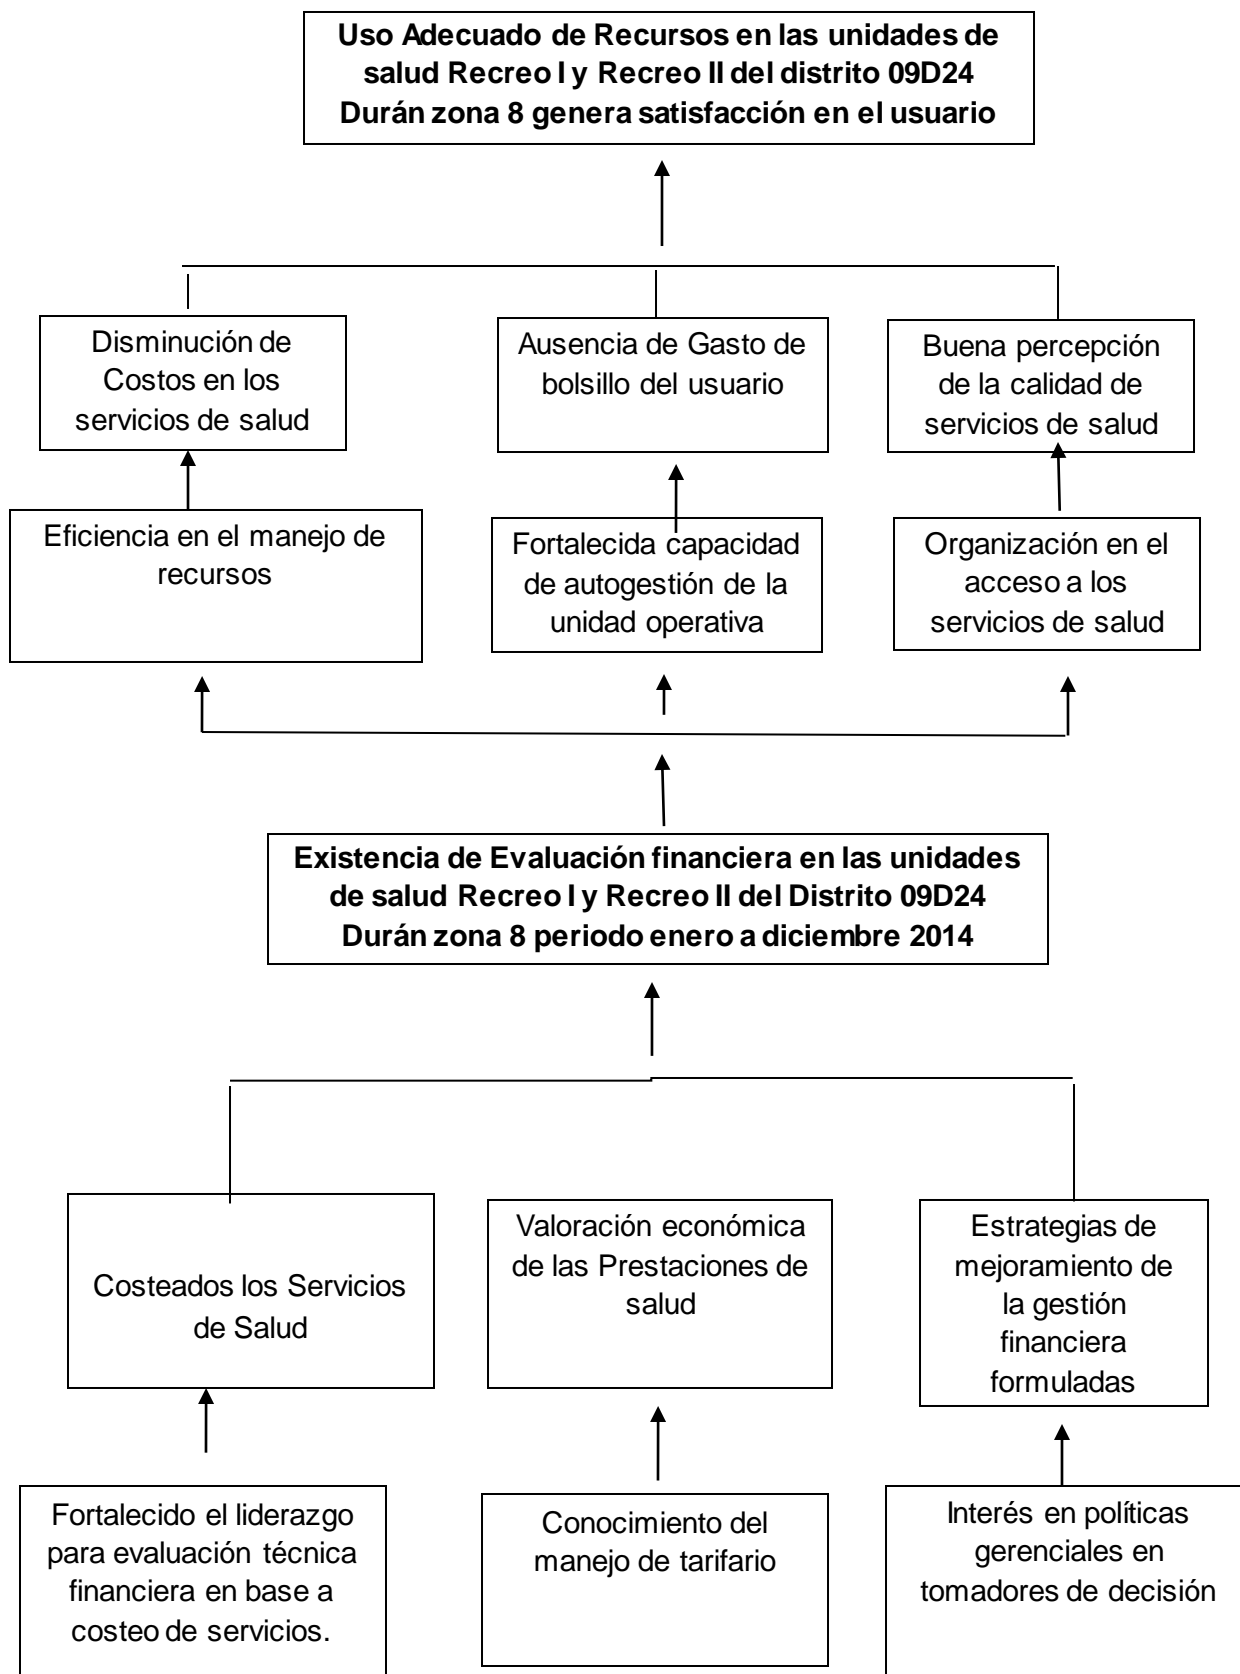 Uso Adecuado de Recursos en las unidades de
salud Recreo I y Recreo II del distrito 09D24
Durán zona 8 genera satisfacción en el usuario
Disminución de
Costos en los
servicios de salud
Ausencia de Gasto de
bolsillo del usuario
Buena percepción
de la calidad de
servicios de salud
Eficiencia en el manejo de
recursos
Fortalecida capacidad
de autogestión de la
unidad operativa
Organización en el
acceso a los
servicios de salud
Existencia de Evaluación financiera en las unidades
de salud Recreo I y Recreo II del Distrito 09D24
Durán zona 8 periodo enero a diciembre 2014
Costeados los Servicios
de Salud
Valoración económica
de las Prestaciones de
salud
Estrategias de
mejoramiento de
la gestión
financiera
formuladas
Fortalecido el liderazgo
para evaluación técnica
financiera en base a
costeo de servicios.
Conocimiento del
manejo de tarifario
Interés en políticas
gerenciales en
tomadores de decisión